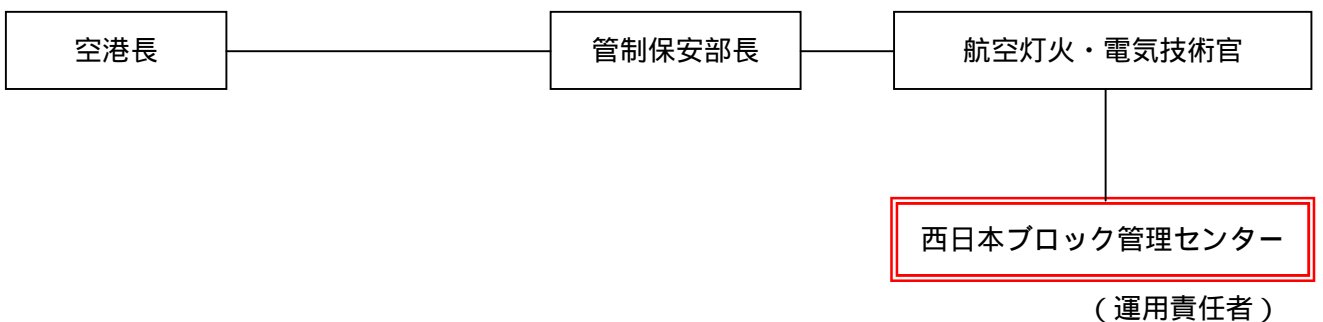 空港長
管制保安部長
航空灯火・電気技術官
西日本ブロック管理センター
(運用責任者)